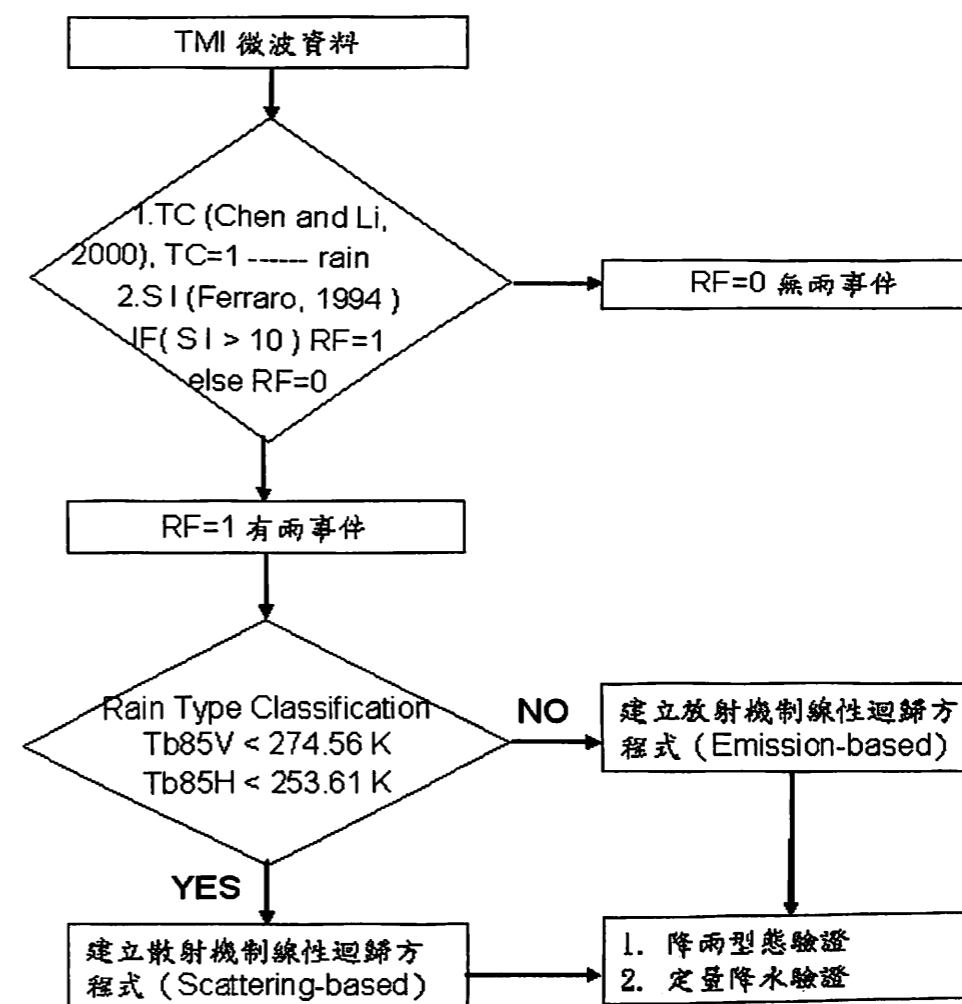 TMI 微波資料
1.TC (Chen and Li,
2000), TC=1 ------ rain
2.S I (Ferraro, 1994 )
IF( S I > 10 ) RF=1
else RF=0
RF=0 無雨事件
RF=1 有雨事件
Rain Type Classification
Tb85V < 274.56 K
Tb85H < 253.61 K
NO
建立放射機制線性迴歸方
程式 (Emission-based)
YES
建立散射機制線性迴歸方
程式 (Scattering-based)
1. 降雨型態驗證
2. 定量降水驗證